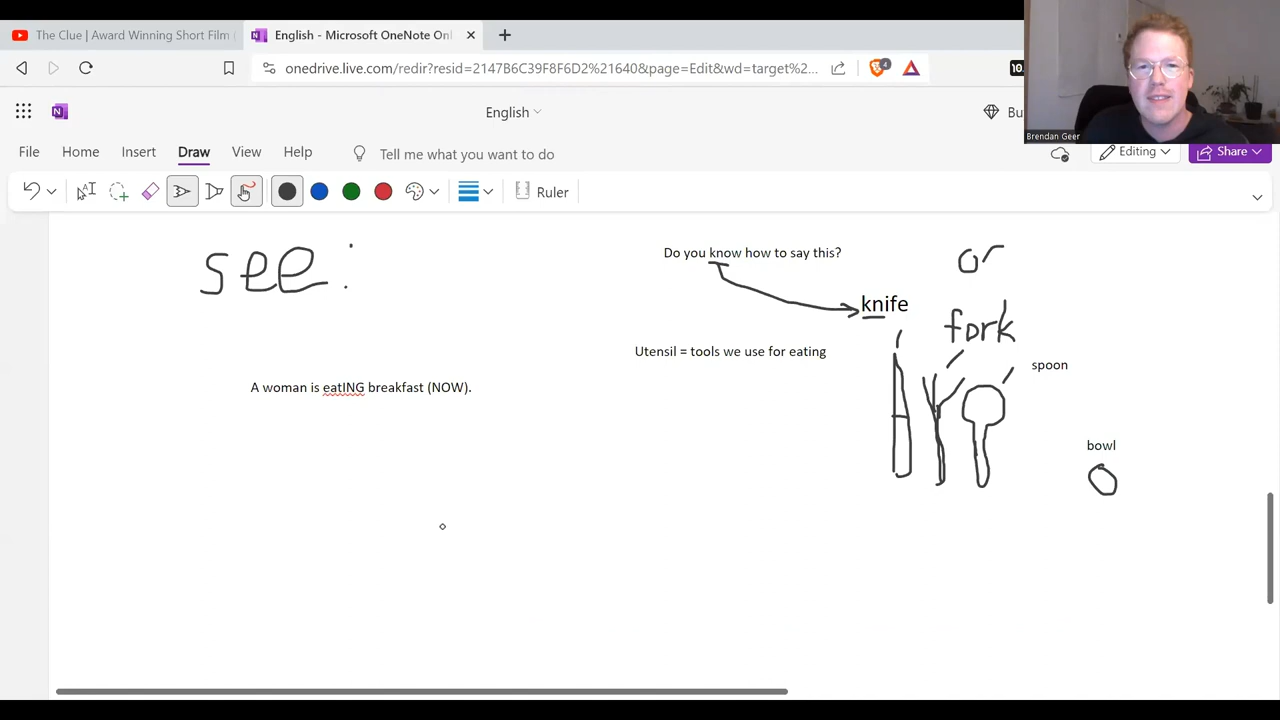 The Clue | Award Winning Short Film
English - Microsoft OneNote Onl
onedrive.live.com/redir?resid=2147B6C39F8F6D2%21640&page=Edit&wd=target%2...
4
10
English
Bu
Brendan Geer
File Home Insert Draw View Help Tell me what you want to do
Editing Share
Ruler
see:
Do you know how to say this?
or
knife
fork
Utensil = tools we use for eating
spoon
A woman is eatING breakfast (NOW).
bowl